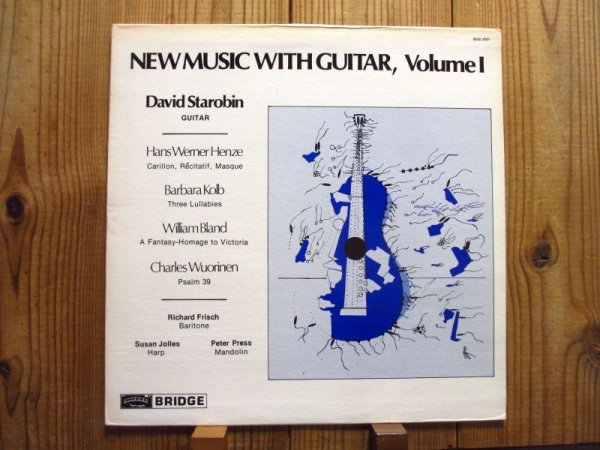 NEW MUSIC WITH GUITAR, Volume I
David Starobin
GUITAR
Hans Werner Henze
Carillon, Récitatif, Masque
Barbara Kolb
Three Lullabies
William Bland
A Fantasy-Homage to Victoria
Charles Wuorinen
Psalm 39
Richard Frisch
Baritone
Susan Jolles
Harp
Peter Press
Mandolin
BRIDGE